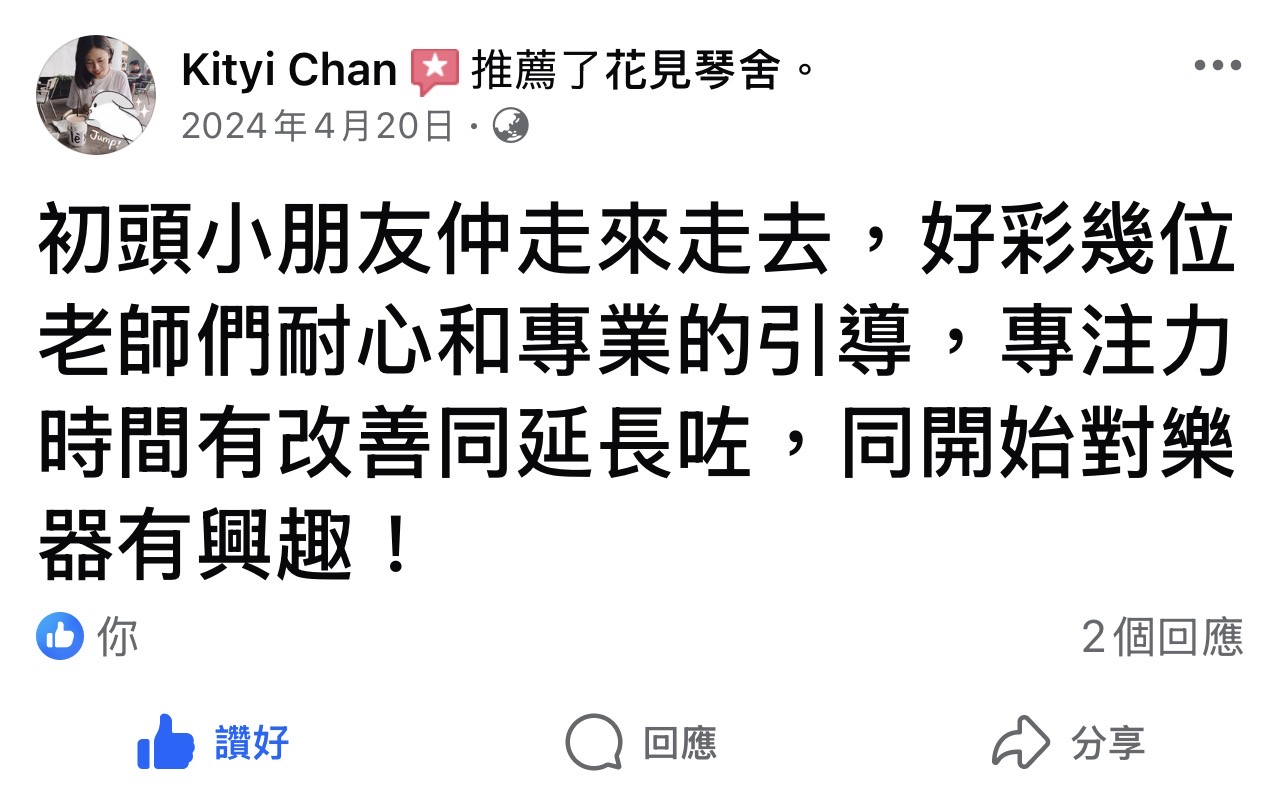 Kityi Chan 推薦了花見琴舍。
2024年4月20日 ·
lē
Jump!
初頭小朋友仲走來走去，好彩幾位
老師們耐心和專業的引導，專注力
時間有改善同延長咗，同開始對樂
器有興趣！
你
2個回應
讚好
回應
分享